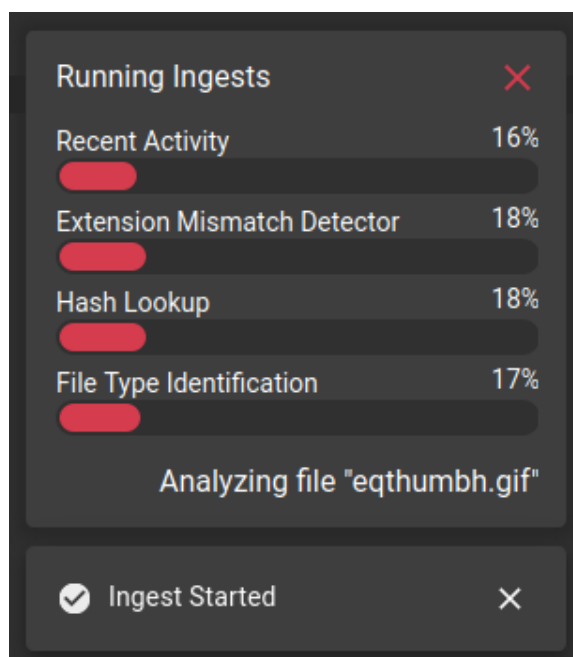 Running Ingests
Recent Activity 16%
Extension Mismatch Detector 18%
Hash Lookup 18%
File Type Identification 17%
Analyzing file "eqthumbh.gif"
Ingest Started